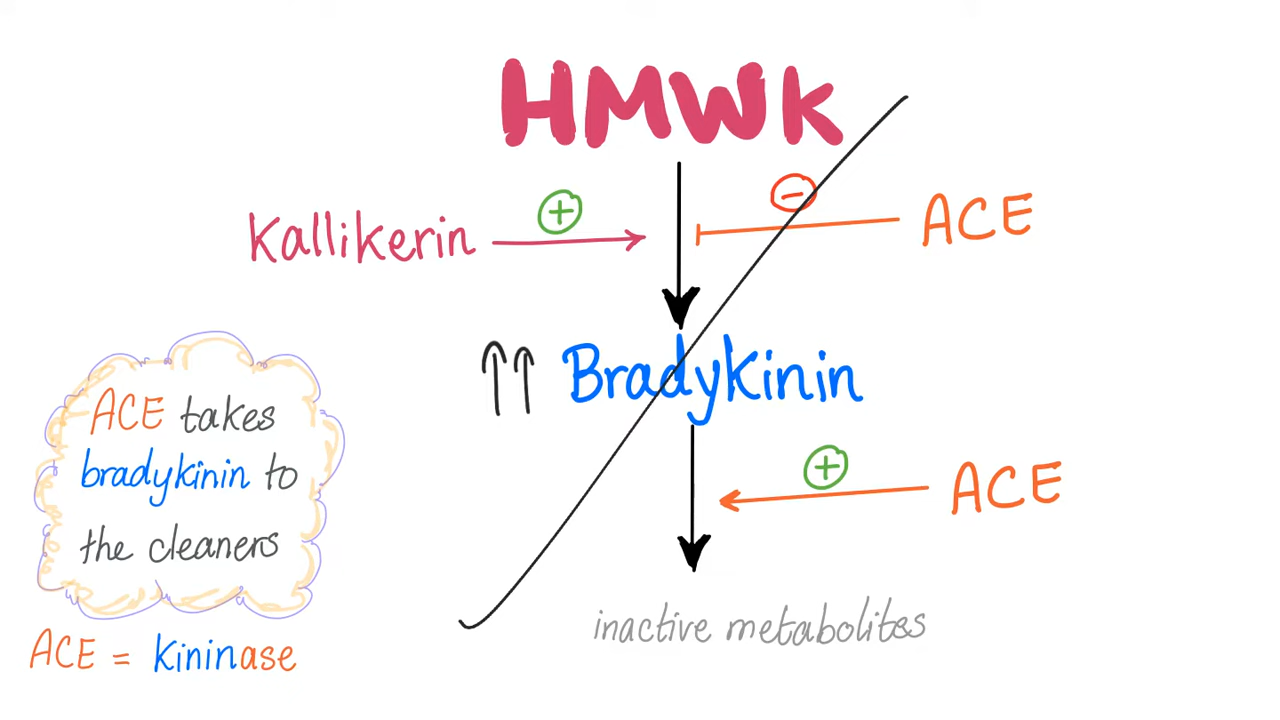 HMWK
Kallikerin + - ACE
↑↑ Bradykinin
+ ACE
inactive metabolites
ACE takes
bradykinin to
the cleaners
ACE = kininase